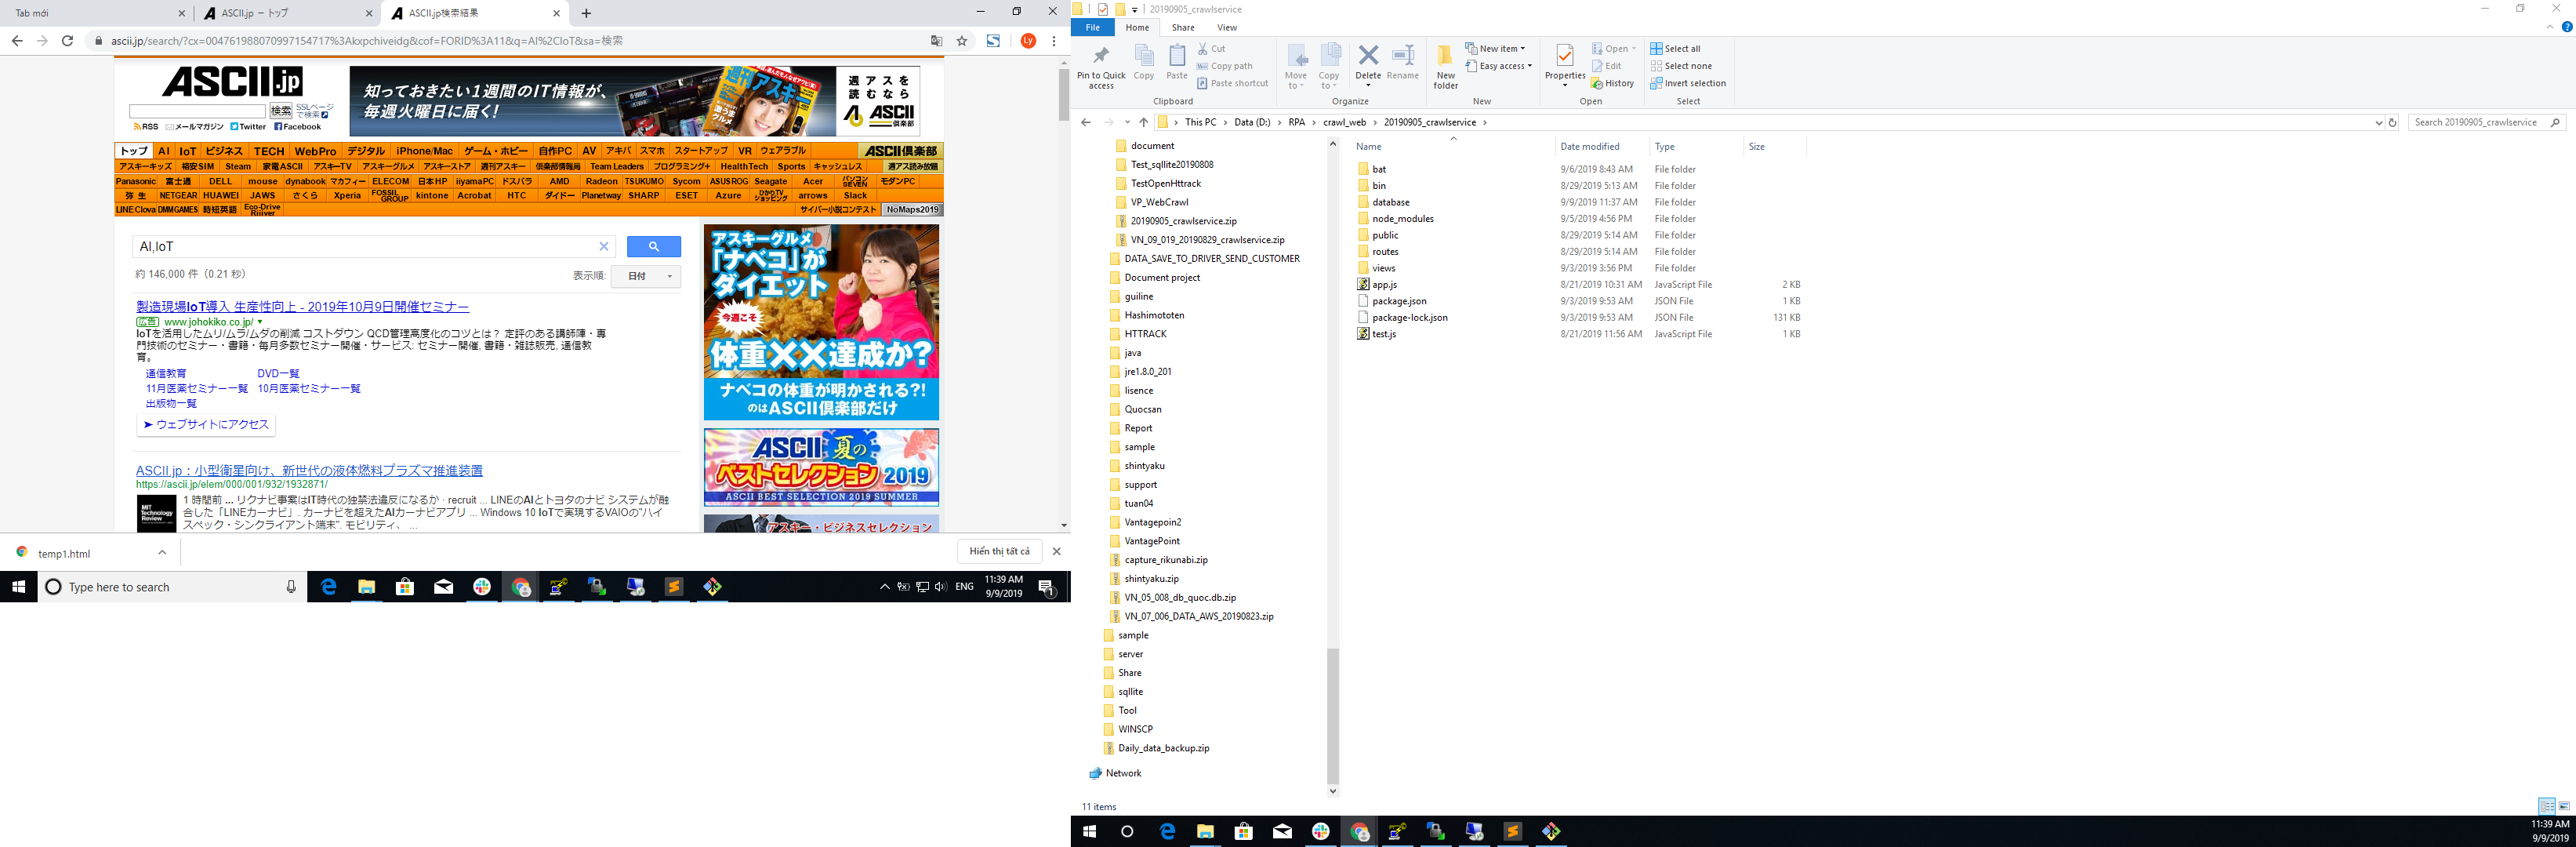 Tab mới
ASCII.jp － トップ
ASCII.jp検索結果
ascii.jp/search/?cx=004761988070997154717%3Akxpchiveidg&cof=FORID%3A11&q=AI%2CIoT&sa=検索
Ly
ASCII.jp
検索
SSLページで検索
RSS メールマガジン Twitter Facebook
知っておきたい1週間のIT情報が、
毎週火曜日に届く!
週刊アスキー
週アスを
読むなら
ASCII
倶楽部
トップ AI IoT ビジネス TECH WebPro デジタル iPhone/Mac ゲーム・ホビー 自作PC AV アキバ スマホ スタートアップ VR ウェアラブル ASCII倶楽部
アスキーキッズ 格安SIM Steam 家電ASCII アスキーTV アスキーグルメ アスキーストア 週刊アスキー 倶楽部情報局 Team Leaders プログラミング+ HealthTech Sports キャッシュレス 週アス読み放題
Panasonic 富士通 DELL mouse dynabook マカフィー ELECOM 日本HP iiyamaPC ドスパラ AMD Radeon TSUKUMO Sycom ASUS ROG Seagate Acer パソコンSEVEN モダンPC
弥生 NETGEAR HUAWEI JAWS さくら Xperia FOSSIL GROUP kintone Acrobat HTC ダイドー Planetway SHARP ESET Azure ひかりTVショッピング arrows Slack
LINE Clova DMM GAMES 時短英語 Eco-Drive Riiiver サイバー小説コンテスト NoMaps2019
AI,IoT
約 146,000 件 (0.21 秒)
表示順: 日付
製造現場IoT導入 生産性向上 - 2019年10月9日開催セミナー
広告 www.johokiko.co.jp/
IoTを活用したムリ/ムラ/ムダの削減 コストダウン QCD管理高度化のコツとは？ 定評のある講師陣・専
門技術のセミナー・書籍・毎月多数セミナー開催・サービス: セミナー開催, 書籍・雑誌販売, 通信教
育。
通信教育 DVD一覧
11月医薬セミナー一覧 10月医薬セミナー一覧
出版物一覧
ウェブサイトにアクセス
ASCII.jp：小型衛星向け、新世代の液体燃料プラズマ推進装置
https://ascii.jp/elem/000/001/932/1932871/
MIT Technology Review
1 時間前 ... リクナビ事案はIT時代の独禁法違反になるか · recruit ... LINEのAIとトヨタのナビ システムが融
合した「LINEカーナビ」. カーナビを超えたAIカーナビアプリ ... Windows 10 IoTで実現するVAIOの"ハイ
スペック・シンクライアント端末". モビリティ、 ...
アスキーグルメ
「ナベコ」が
ダイエット
今週こそ
体重××達成か?
ナベコの体重が明かされる?!
のはASCII倶楽部だけ
ASCII 夏の
ベストセレクション 2019
ASCII BEST SELECTION 2019 SUMMER
アスキー・ビジネスセレクション
temp1.html
Hiển thị tất cả
Type here to search
ENG
11:39 AM
9/9/2019
1
20190905_crawlservice
File Home Share View
Pin to Quick access
Copy
Paste
Cut
Copy path
Paste shortcut
Clipboard
Move to
Copy to
Delete
Rename
Organize
New folder
New item
Easy access
New
Properties
Open
Edit
History
Open
Select all
Select none
Invert selection
Select
This PC › Data (D:) › RPA › crawl_web › 20190905_crawlservice ›
Search 20190905_crawlservice
document
Test_sqllite20190808
TestOpenHttrack
VP_WebCrawl
20190905_crawlservice.zip
VN_09_019_20190829_crawlservice.zip
DATA_SAVE_TO_DRIVER_SEND_CUSTOMER
Document project
guiline
Hashimototen
HTTRACK
java
jre1.8.0_201
lisence
Quocsan
Report
sample
shintyaku
support
tuan04
Vantagepoin2
VantagePoint
capture_rikunabi.zip
shintyaku.zip
VN_05_008_db_quoc.db.zip
VN_07_006_DATA_AWS_20190823.zip
sample
server
Share
sqllite
Tool
WINSCP
Daily_data_backup.zip
Network
Name Date modified Type Size
bat 9/6/2019 8:43 AM File folder
bin 8/29/2019 5:13 AM File folder
database 9/9/2019 11:37 AM File folder
node_modules 9/5/2019 4:56 PM File folder
public 8/29/2019 5:14 AM File folder
routes 8/29/2019 5:14 AM File folder
views 9/3/2019 3:56 PM File folder
app.js 8/21/2019 10:31 AM JavaScript File 2 KB
package.json 9/3/2019 9:53 AM JSON File 1 KB
package-lock.json 9/3/2019 9:53 AM JSON File 131 KB
test.js 8/21/2019 11:56 AM JavaScript File 1 KB
11 items
11:39 AM
9/9/2019